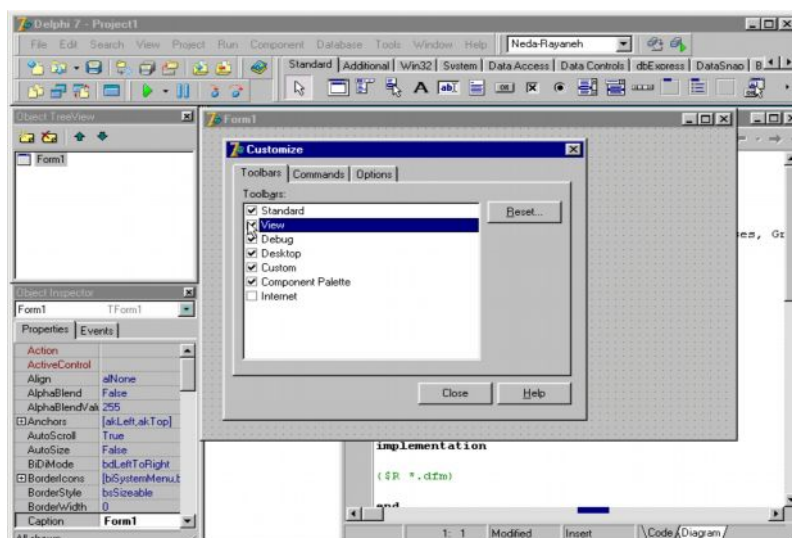 Delphi 7 - Project1
File Edit Search View Project Run Component Database Tools Window Help
Neda-Rayaneh
Standard Additional Win32 System Data Access Data Controls dbExpress DataSnap B
Object TreeView
Form1
Form1
Customize
Toolbars Commands Options
Toolbars:
Standard
View
Debug
Desktop
Custom
Component Palette
Internet
Reset...
Close
Help
Object Inspector
Form1 TForm1
Properties Events
Action
ActiveControl
Align alNone
AlphaBlend False
AlphaBlendVal 255
Anchors [akLeft,akTop]
AutoScroll True
AutoSize False
BiDiMode bdLeftToRight
BorderIcons [biSystemMenu,
BorderStyle bsSizeable
BorderWidth 0
Caption Form1
es, Gr
implementation
{$R *.dfm}
end
1: 1 Modified Insert Code Diagram